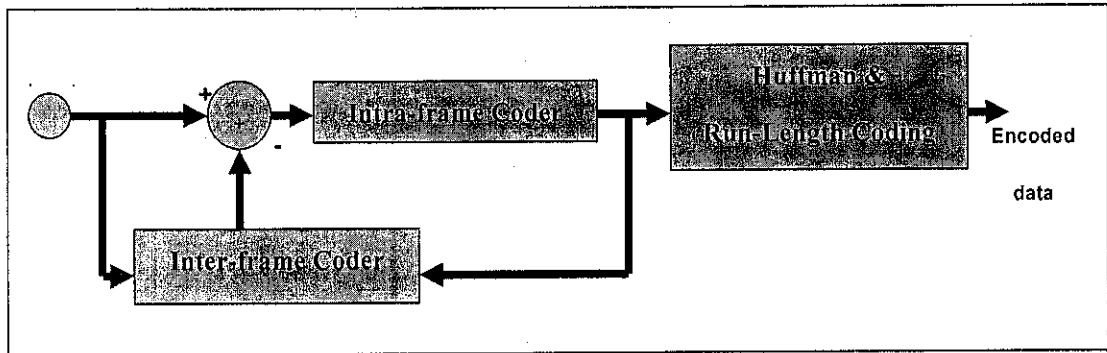 Huffman &
Run-Length Coding
+
+
-
Intra-frame Coder
Encoded
data
Inter-frame Coder